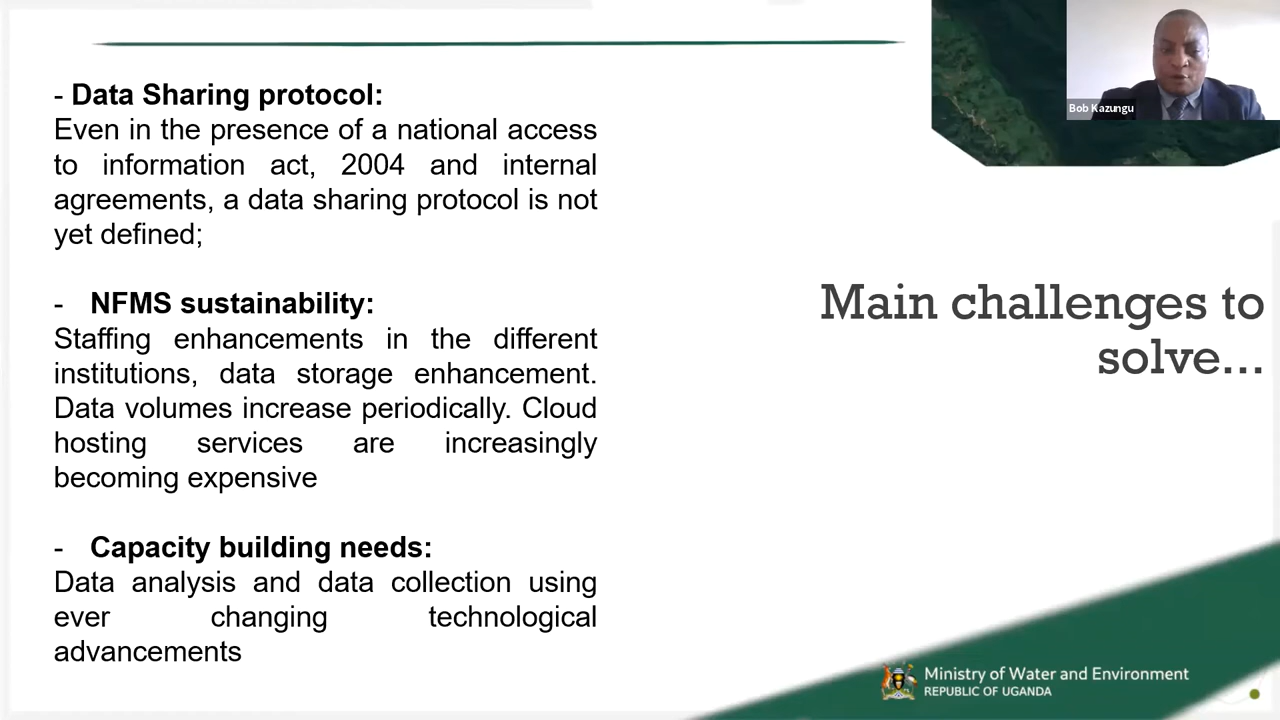 - Data Sharing protocol:
Even in the presence of a national access
to information act, 2004 and internal
agreements, a data sharing protocol is not
yet defined;
- NFMS sustainability:
Staffing enhancements in the different
institutions, data storage enhancement.
Data volumes increase periodically. Cloud
hosting services are increasingly
becoming expensive
- Capacity building needs:
Data analysis and data collection using
ever changing technological
advancements
Bob Kazungu
Main challenges to
solve...
Ministry of Water and Environment
REPUBLIC OF UGANDA